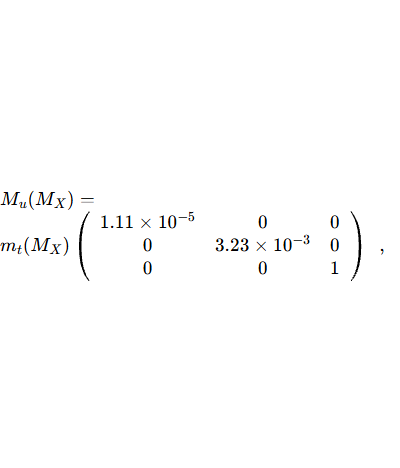 M_u(M_X) =
m_t(M_X) ( 1.11 × 10^{-5} 0 0
0 3.23 × 10^{-3} 0
0 0 1 ) ,